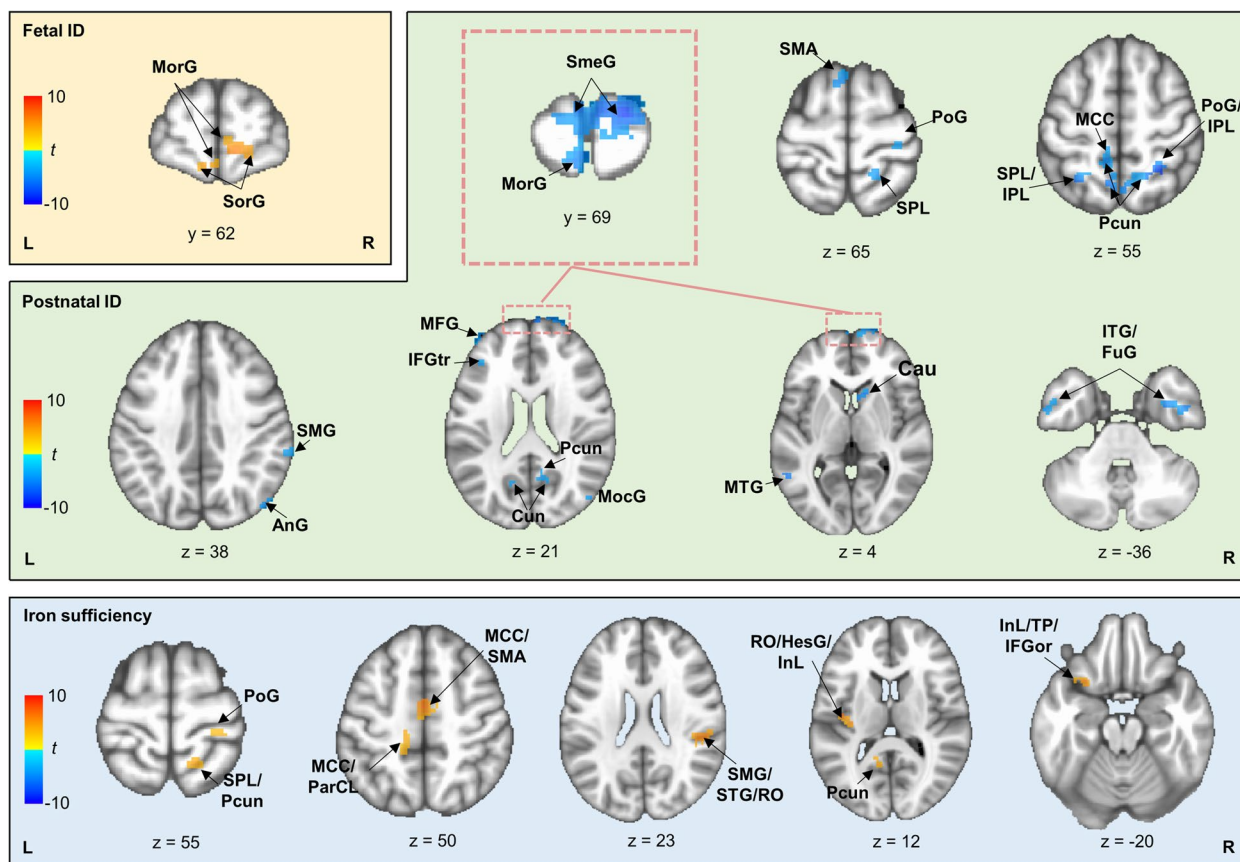 Fetal ID
MorG
10
t
-10
SorG
y = 62
L
R
SmeG
MorG
y = 69
SMA
PoG
SPL
z = 65
MCC
PoG/
IPL
SPL/
IPL
Pcun
z = 55
Postnatal ID
10
t
-10
SMG
AnG
z = 38
L
MFG
IFGtr
Pcun
Cun
MocG
z = 21
Cau
MTG
z = 4
ITG/
FuG
z = -36
R
Iron sufficiency
10
t
-10
PoG
SPL/
Pcun
z = 55
L
MCC/
SMA
MCC/
ParCL
z = 50
SMG/
STG/RO
z = 23
RO/HesG/
InL
Pcun
z = 12
InL/TP/
IFGor
z = -20
R